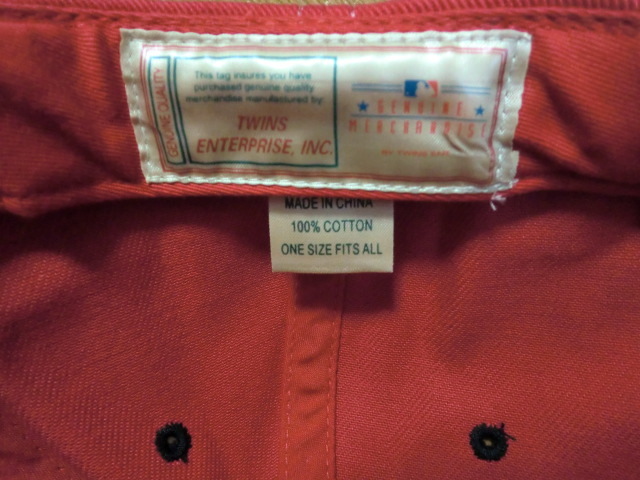 GENUINE QUALITY
This tag insures you have
purchased genuine quality
merchandise manufactured by
TWINS
ENTERPRISE, INC.
GENUINE
MERCHANDISE
MADE IN CHINA
100% COTTON
ONE SIZE FITS ALL